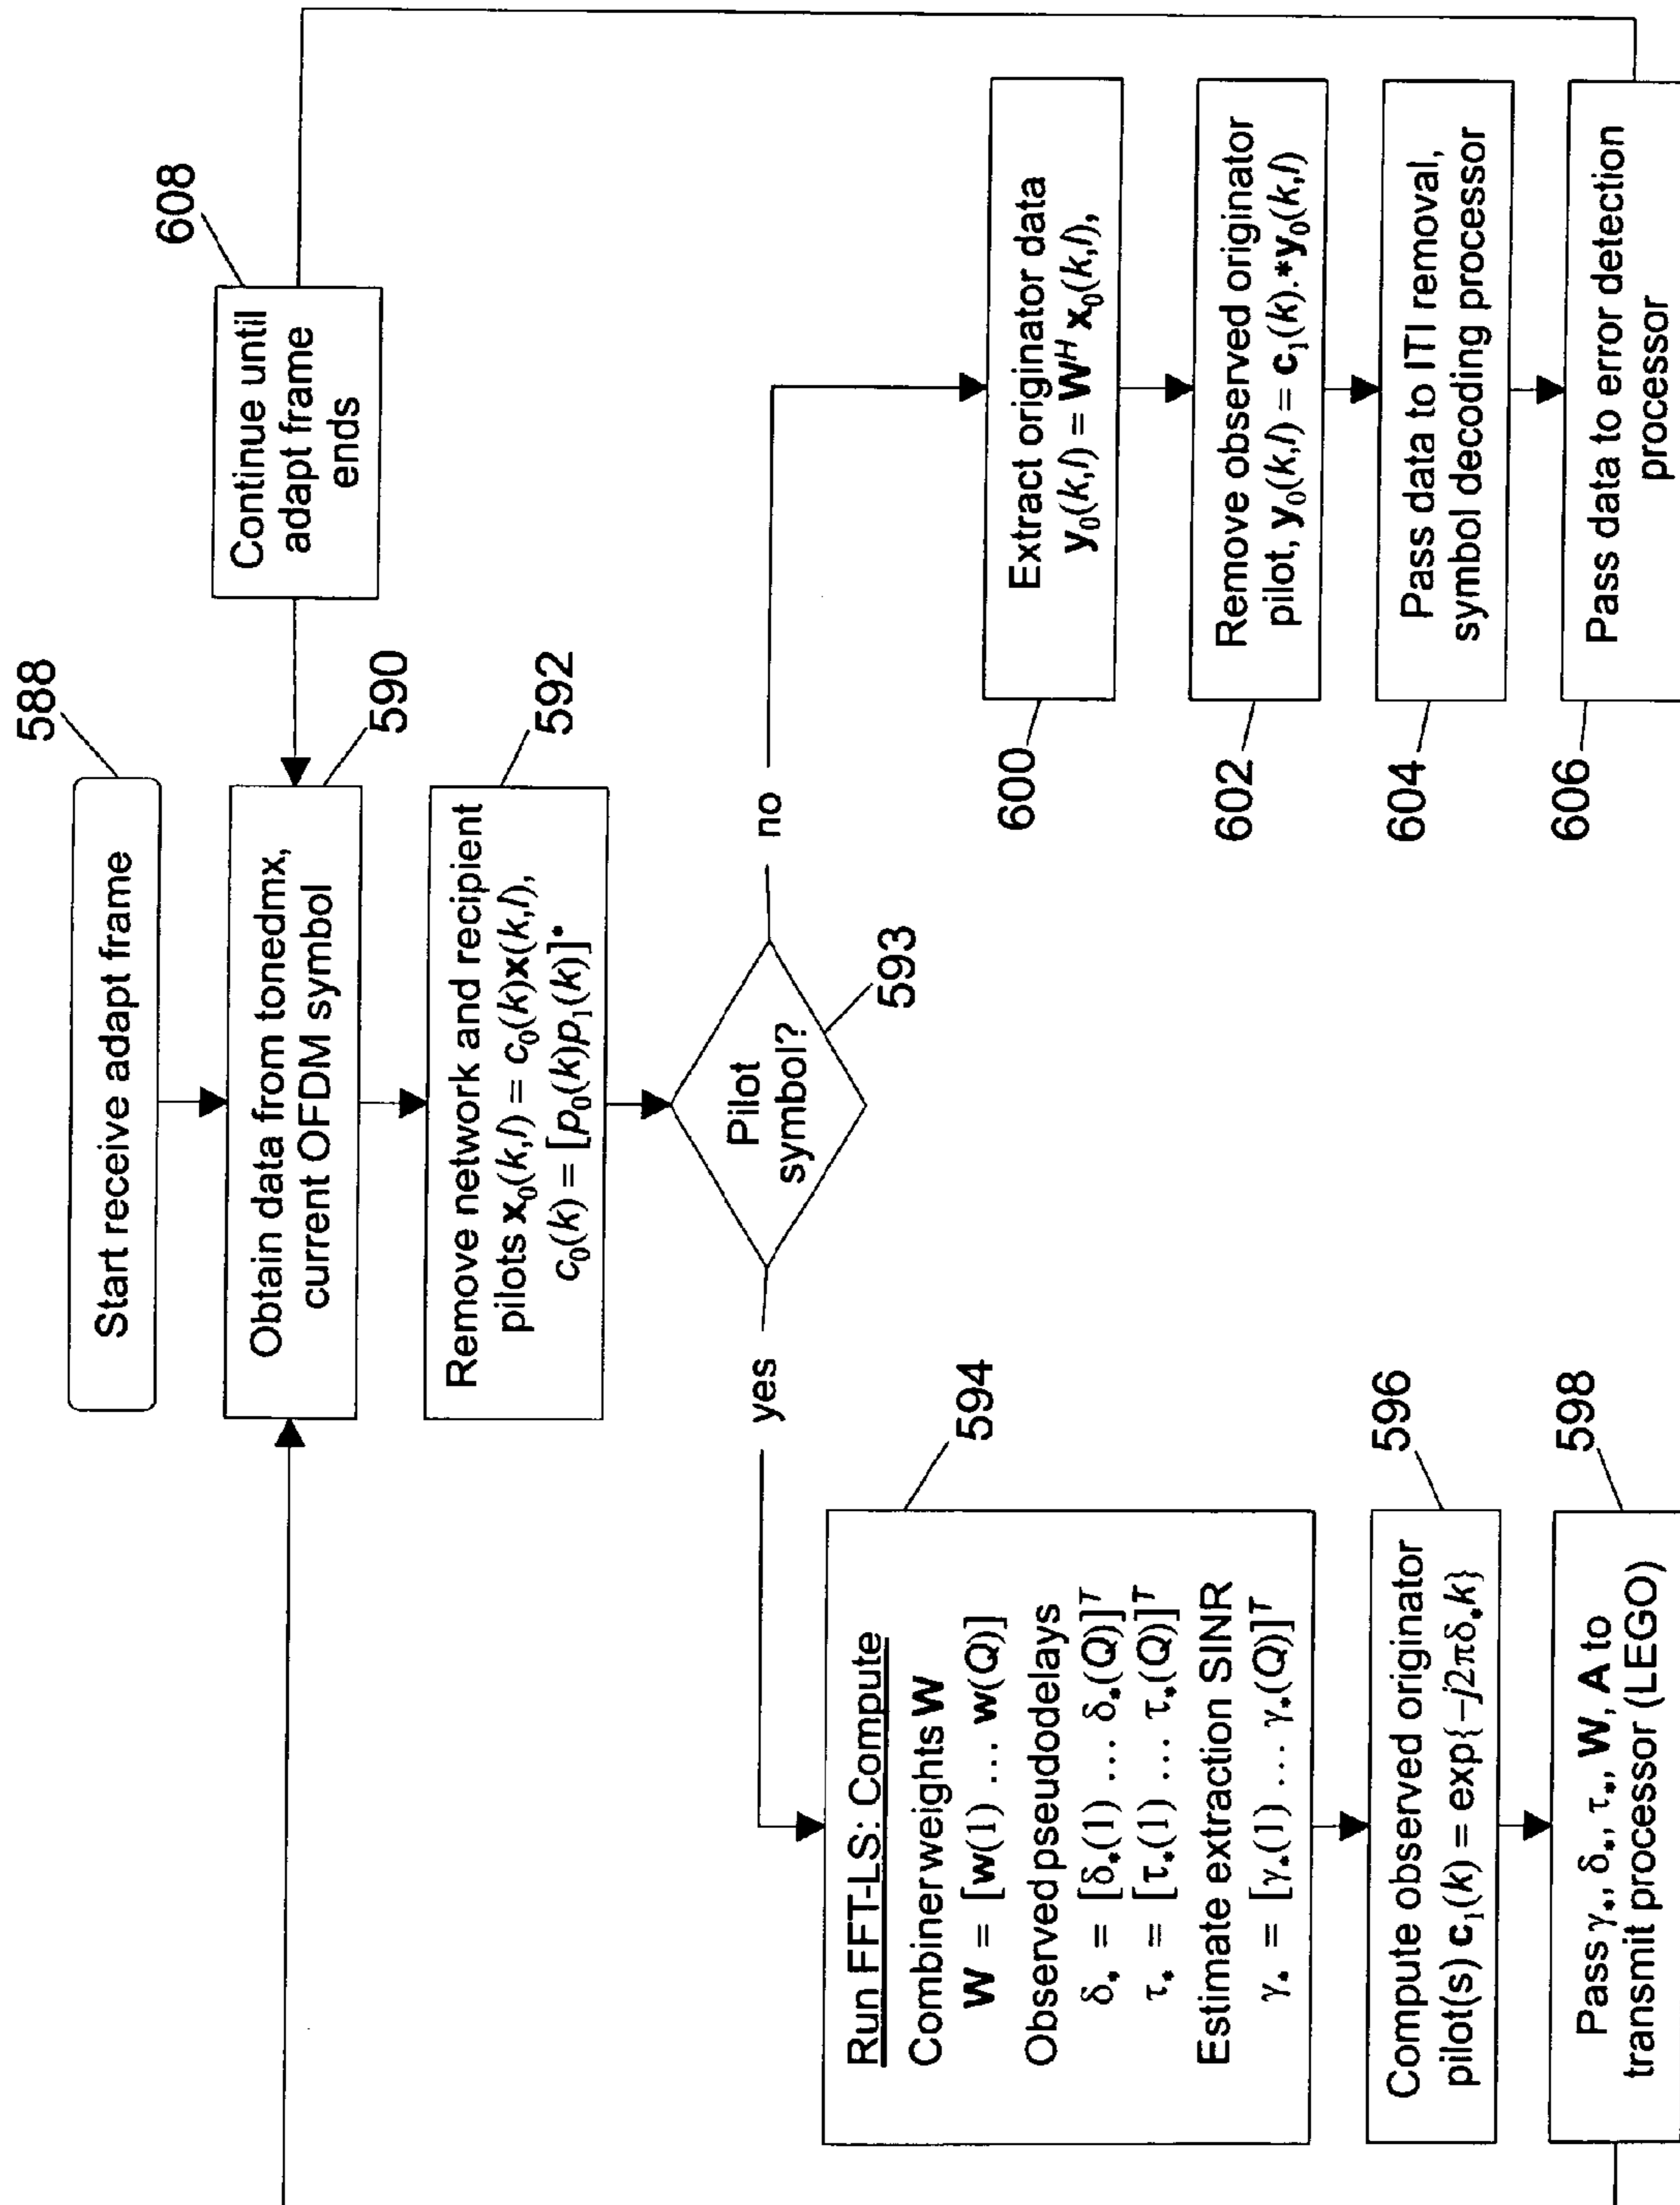 588
Start receive adapt frame
608
Continue until
adapt frame
ends
590
Obtain data from tonedmx,
current OFDM symbol
592
Remove network and recipient
pilots x₀(k,l) = c₀(k)x(k,l),
c₀(k) = [p₀(k)p₁(k)]*
593
Pilot
symbol?
yes
no
594
Run FFT-LS: Compute
Combiner weights W
W = [w(1) ... w(Q)]
Observed pseudodelays
δ* = [δ*(1) ... δ*(Q)]ᵀ
τ* = [τ*(1) ... τ*(Q)]ᵀ
Estimate extraction SINR
γ* = [γ*(1) ... γ*(Q)]ᵀ
596
Compute observed originator
pilot(s) c₁(k) = exp{−j2πδ*k}
598
Pass γ*, δ*, τ*, W, A to
transmit processor (LEGO)
600
Extract originator data
y₀(k,l) = Wᴴ x₀(k,l),
602
Remove observed originator
pilot, y₀(k,l) = c₁(k).*y₀(k,l)
604
Pass data to ITI removal,
symbol decoding processor
606
Pass data to error detection
processor